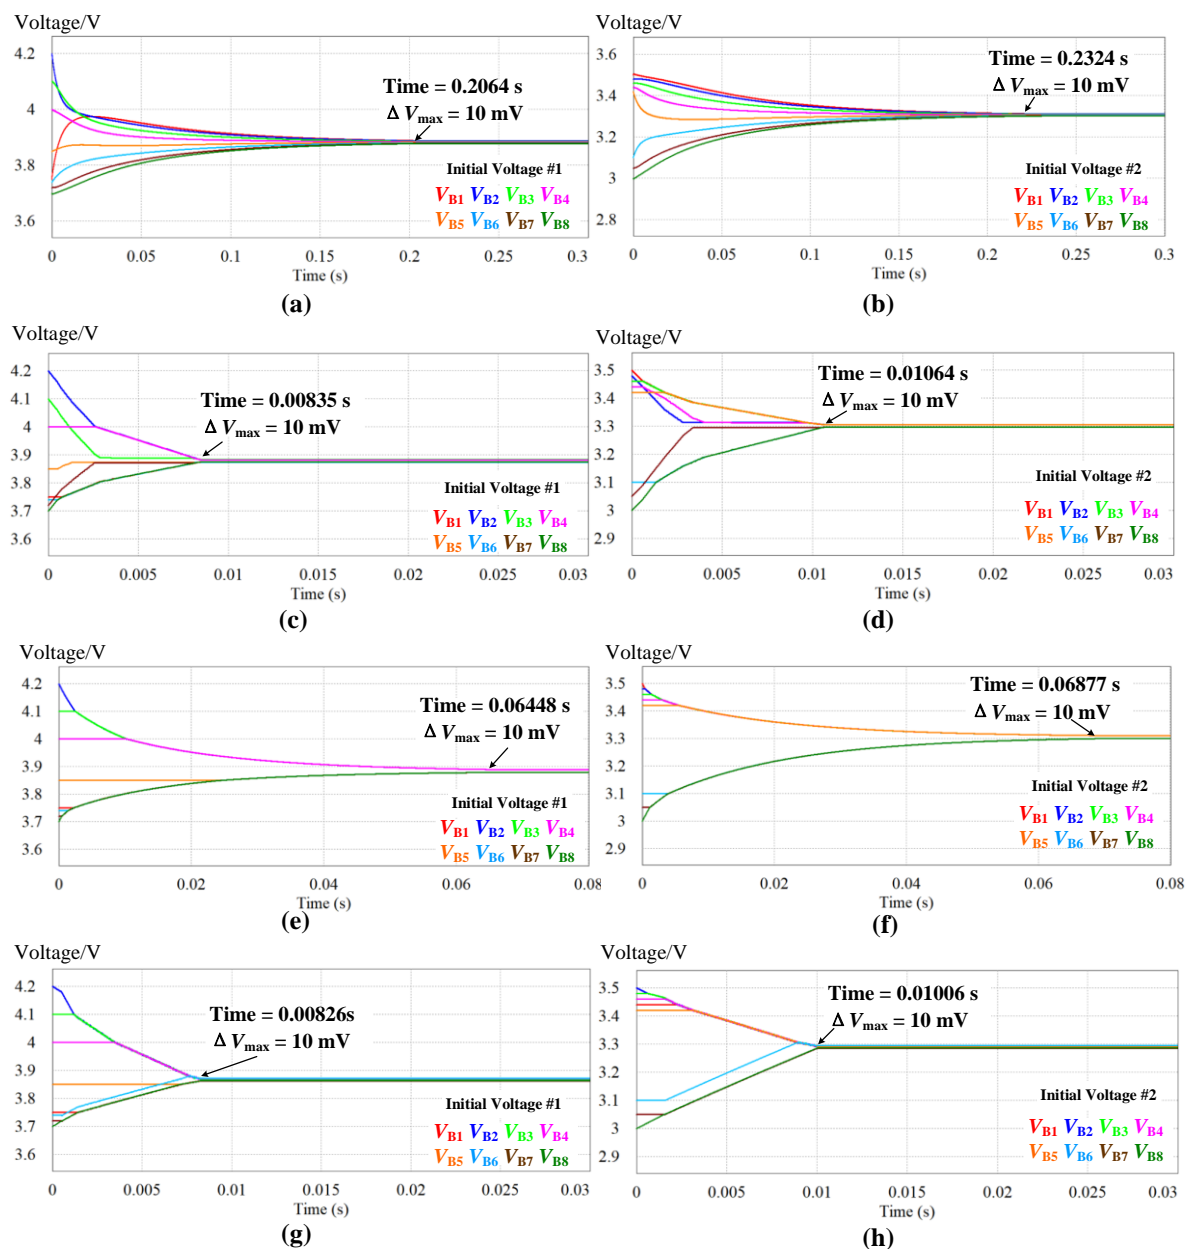 Voltage/V
4.2
4
3.8
3.6
Time = 0.2064 s
Δ Vmax = 10 mV
Initial Voltage #1
VB1 VB2 VB3 VB4
VB5 VB6 VB7 VB8
0 0.05 0.1 0.15 0.2 0.25 0.3
Time (s)
(a)
Voltage/V
3.6
3.4
3.2
3
2.8
Time = 0.2324 s
Δ Vmax = 10 mV
Initial Voltage #2
VB1 VB2 VB3 VB4
VB5 VB6 VB7 VB8
0 0.05 0.1 0.15 0.2 0.25 0.3
Time (s)
(b)
Voltage/V
4.2
4.1
4
3.9
3.8
3.7
3.6
Time = 0.00835 s
Δ Vmax = 10 mV
Initial Voltage #1
VB1 VB2 VB3 VB4
VB5 VB6 VB7 VB8
0 0.005 0.01 0.015 0.02 0.025 0.03
Time (s)
(c)
3.5
3.4
3.3
3.2
3.1
3
2.9
Time = 0.01064 s
Δ Vmax = 10 mV
Initial Voltage #2
VB1 VB2 VB3 VB4
VB5 VB6 VB7 VB8
0 0.005 0.01 0.015 0.02 0.025 0.03
Time (s)
Voltage/V
(d)
Voltage/V
4.2
4.1
4
3.9
3.8
3.7
3.6
Time = 0.06448 s
Δ Vmax = 10 mV
Initial Voltage #1
VB1 VB2 VB3 VB4
VB5 VB6 VB7 VB8
0 0.02 0.04 0.06 0.08
Time (s)
(e)
Voltage/V
3.5
3.4
3.3
3.2
3.1
3
2.9
Time = 0.06877 s
Δ Vmax = 10 mV
Initial Voltage #2
VB1 VB2 VB3 VB4
VB5 VB6 VB7 VB8
0 0.02 0.04 0.06 0.08
Time (s)
(f)
Voltage/V
4.2
4.1
4
3.9
3.8
3.7
3.6
Time = 0.00826s
Δ Vmax = 10 mV
Initial Voltage #1
VB1 VB2 VB3 VB4
VB5 VB6 VB7 VB8
0 0.005 0.01 0.015 0.02 0.025 0.03
Time (s)
(g)
Voltage/V
3.5
3.4
3.3
3.2
3.1
3
2.9
Time = 0.01006 s
Δ Vmax = 10 mV
Initial Voltage #2
VB1 VB2 VB3 VB4
VB5 VB6 VB7 VB8
0 0.005 0.01 0.015 0.02 0.025 0.03
Time (s)
(h)